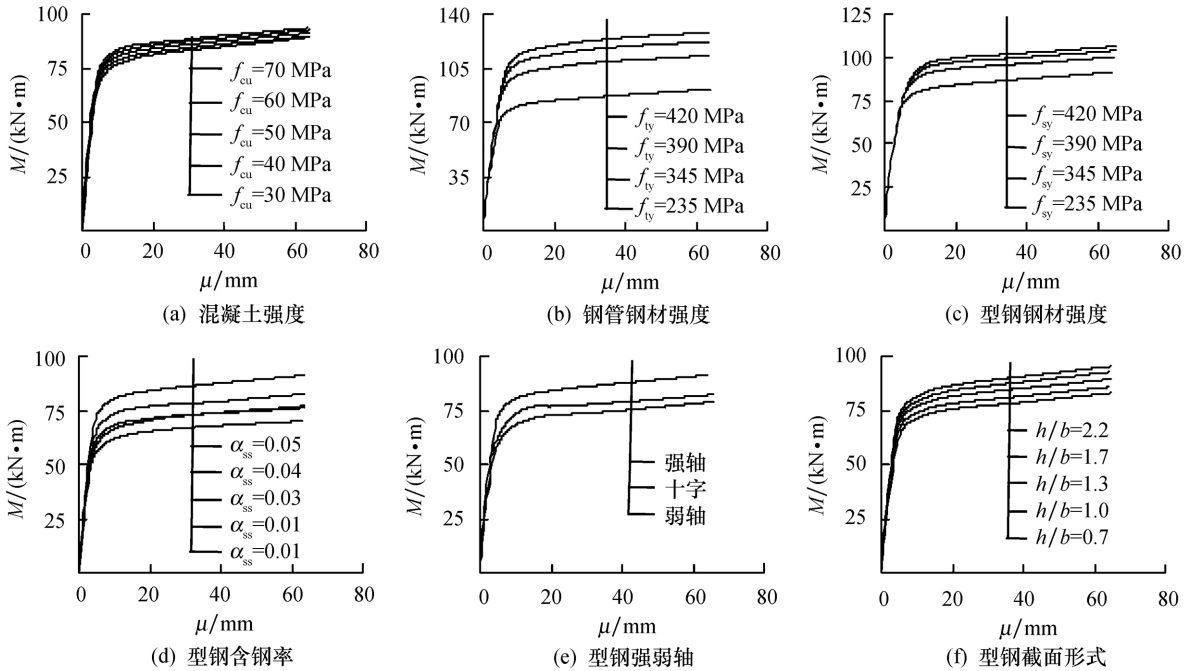 100
75
50
25
0 20 40 60 80
M/(kN•m)
μ/mm
f_cu=70 MPa
f_cu=60 MPa
f_cu=50 MPa
f_cu=40 MPa
f_cu=30 MPa
(a) 混凝土强度
140
105
70
35
0 20 40 60 80
M/(kN•m)
μ/mm
f_ty=420 MPa
f_ty=390 MPa
f_ty=345 MPa
f_ty=235 MPa
(b) 钢管钢材强度
125
100
75
50
25
0 20 40 60 80
M/(kN•m)
μ/mm
f_sy=420 MPa
f_sy=390 MPa
f_sy=345 MPa
f_sy=235 MPa
(c) 型钢钢材强度
100
75
50
25
0 20 40 60 80
M/(kN•m)
μ/mm
α_ss=0.05
α_ss=0.04
α_ss=0.03
α_ss=0.01
α_ss=0.01
(d) 型钢含钢率
100
75
50
25
0 20 40 60 80
M/(kN•m)
μ/mm
强轴
十字
弱轴
(e) 型钢强弱轴
100
75
50
25
0 20 40 60 80
M/(kN•m)
μ/mm
h/b=2.2
h/b=1.7
h/b=1.3
h/b=1.0
h/b=0.7
(f) 型钢截面形式